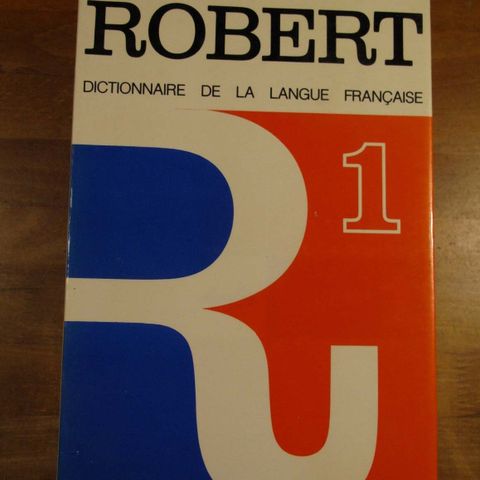 ROBERT
DICTIONNAIRE DE LA LANGUE FRANÇAISE
1
R